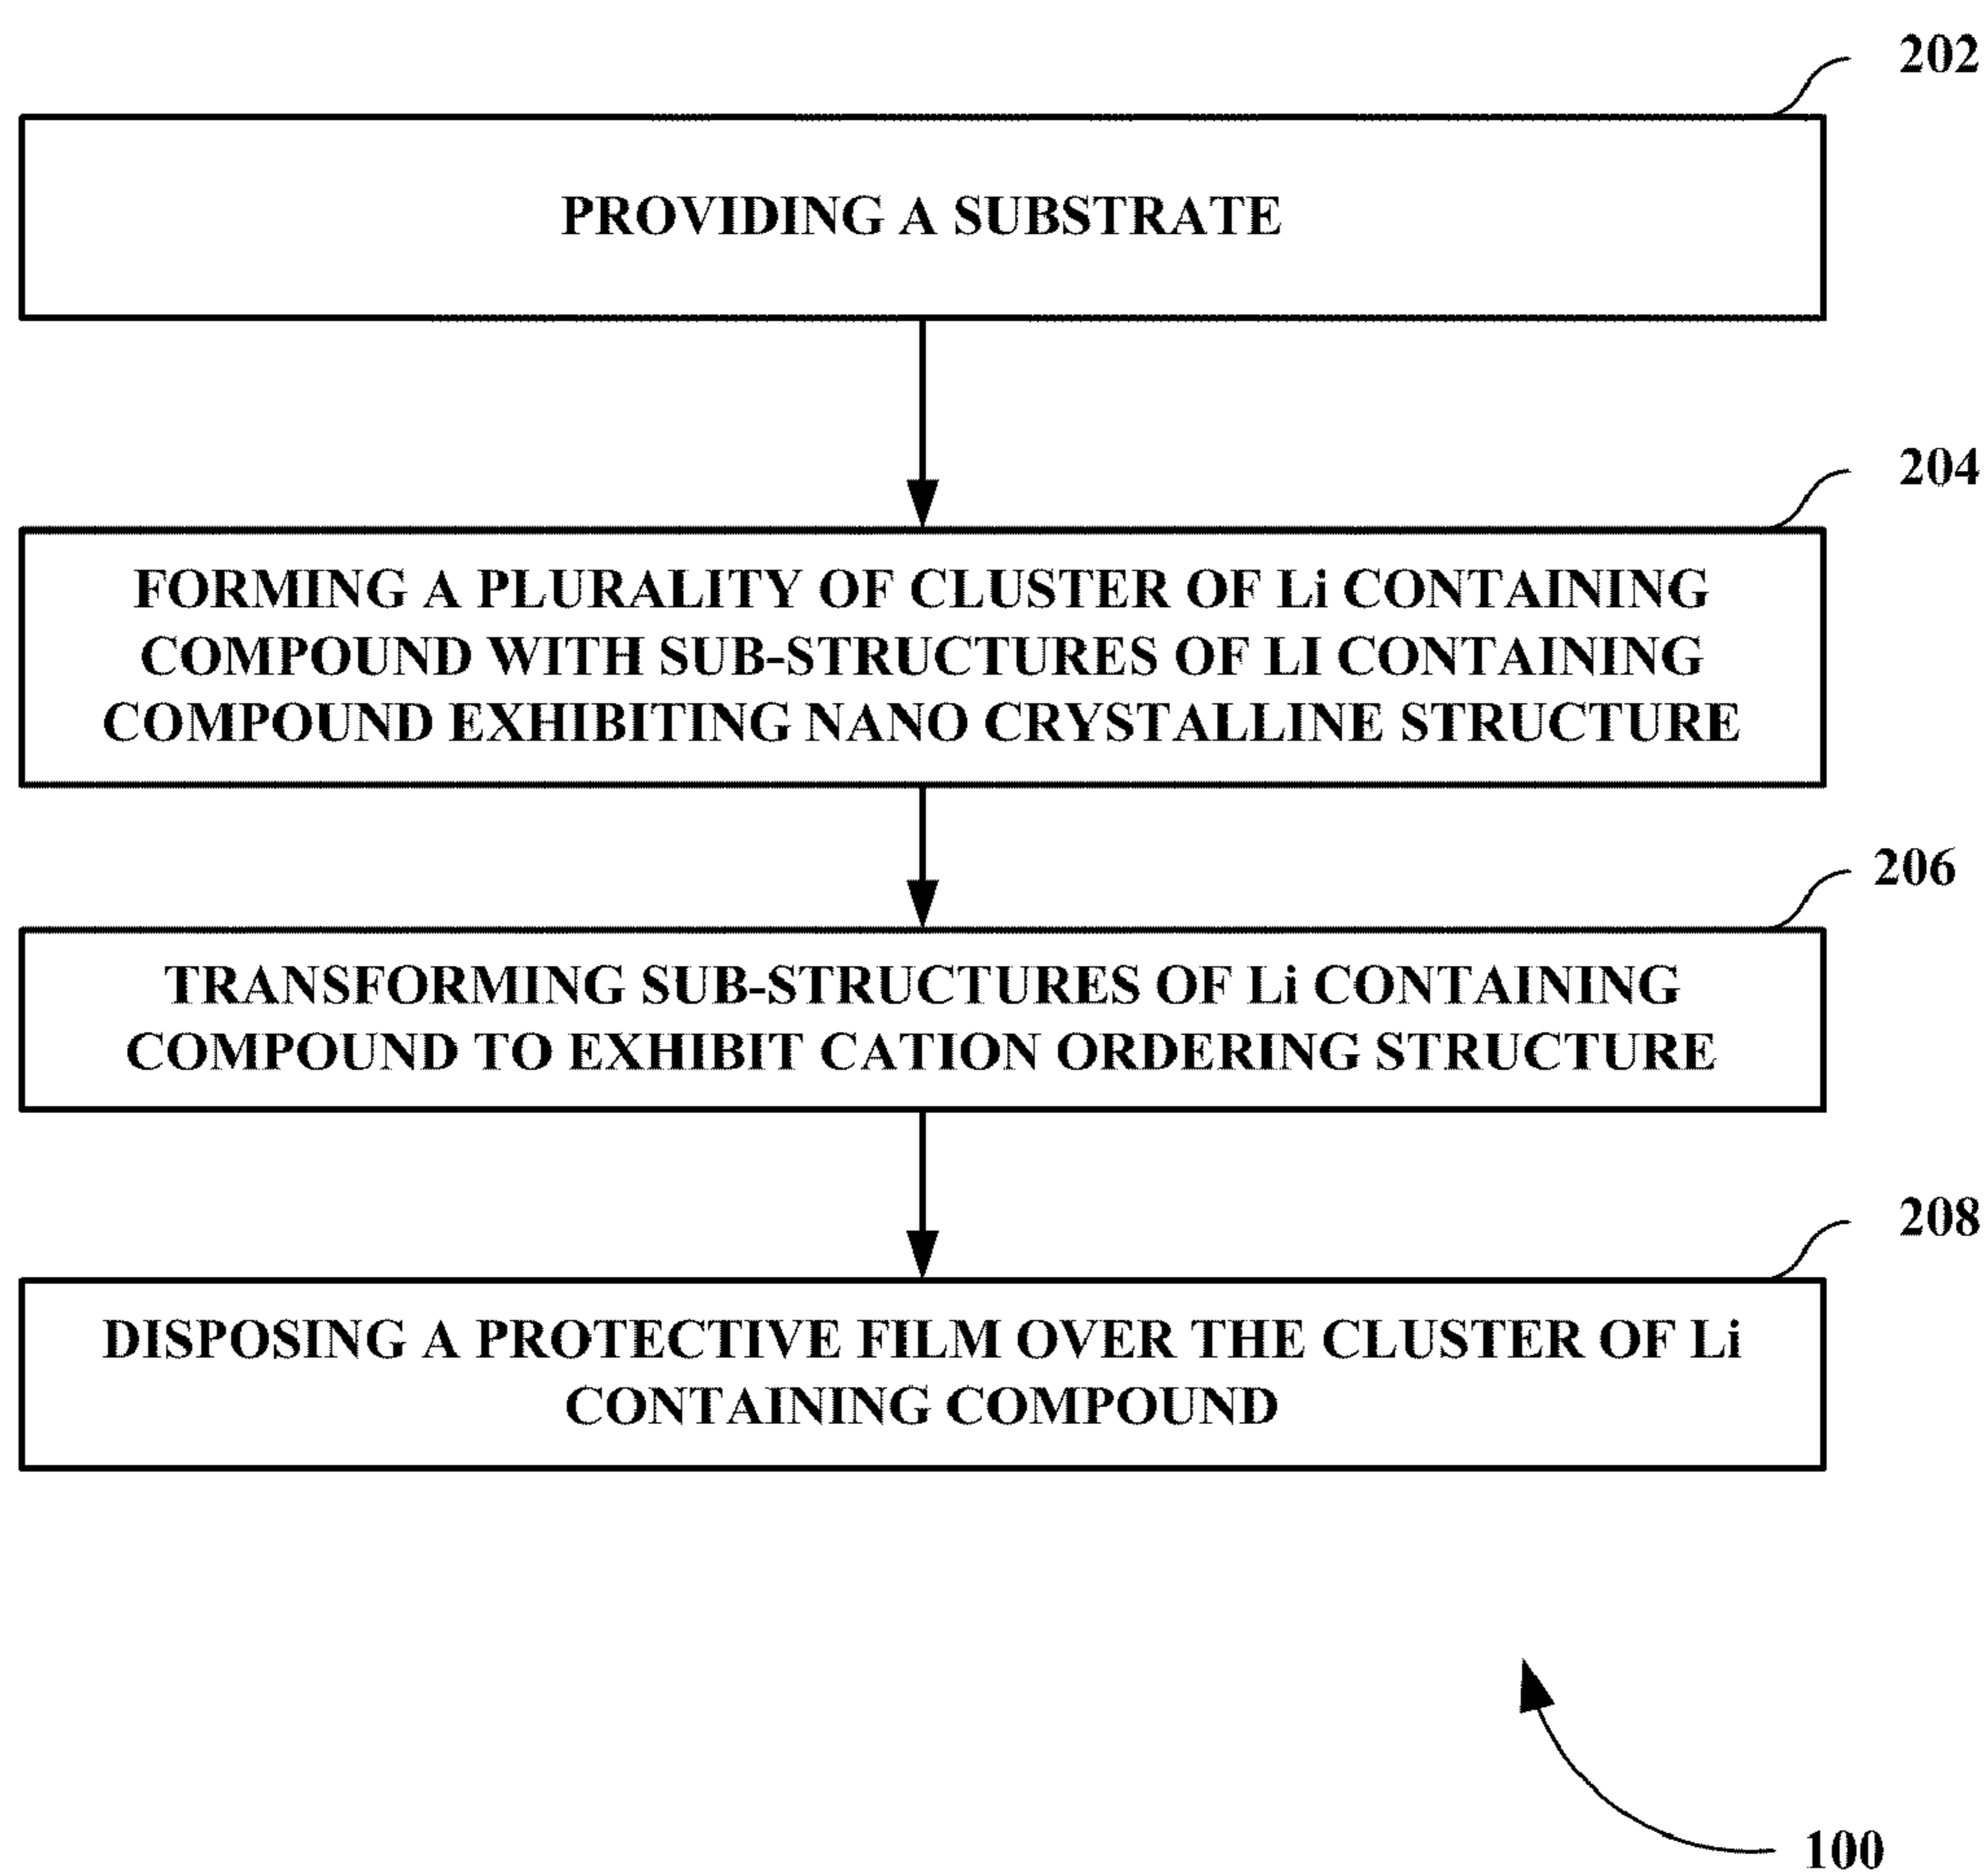 202
PROVIDING A SUBSTRATE
204
FORMING A PLURALITY OF CLUSTER OF Li CONTAINING
COMPOUND WITH SUB-STRUCTURES OF LI CONTAINING
COMPOUND EXHIBITING NANO CRYSTALLINE STRUCTURE
206
TRANSFORMING SUB-STRUCTURES OF Li CONTAINING
COMPOUND TO EXHIBIT CATION ORDERING STRUCTURE
208
DISPOSING A PROTECTIVE FILM OVER THE CLUSTER OF Li
CONTAINING COMPOUND
100